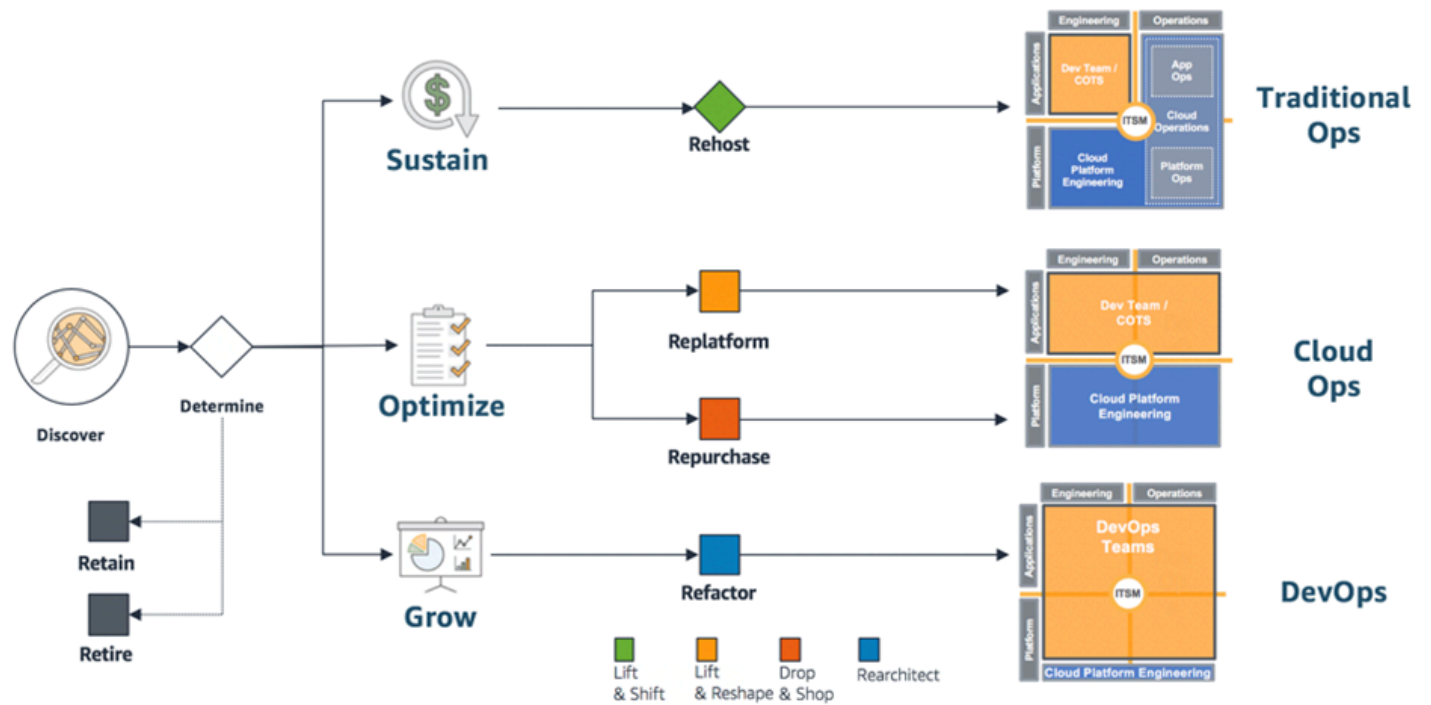 Engineering
Operations
Applications
Dev Team /
COTS
App
Ops
ITSM
Cloud
Operations
Platform
Cloud
Platform
Engineering
Platform
Ops
Traditional
Ops
$
Sustain
Rehost
Engineering
Operations
Applications
Dev Team /
COTS
ITSM
Platform
Cloud Platform
Engineering
Cloud
Ops
Discover
Determine
Optimize
Replatform
Repurchase
Retain
Retire
Grow
Refactor
Engineering
Operations
Applications
DevOps
Teams
ITSM
Platform
Cloud Platform Engineering
DevOps
Lift
& Shift
Lift
& Reshape
Drop
& Shop
Rearchitect